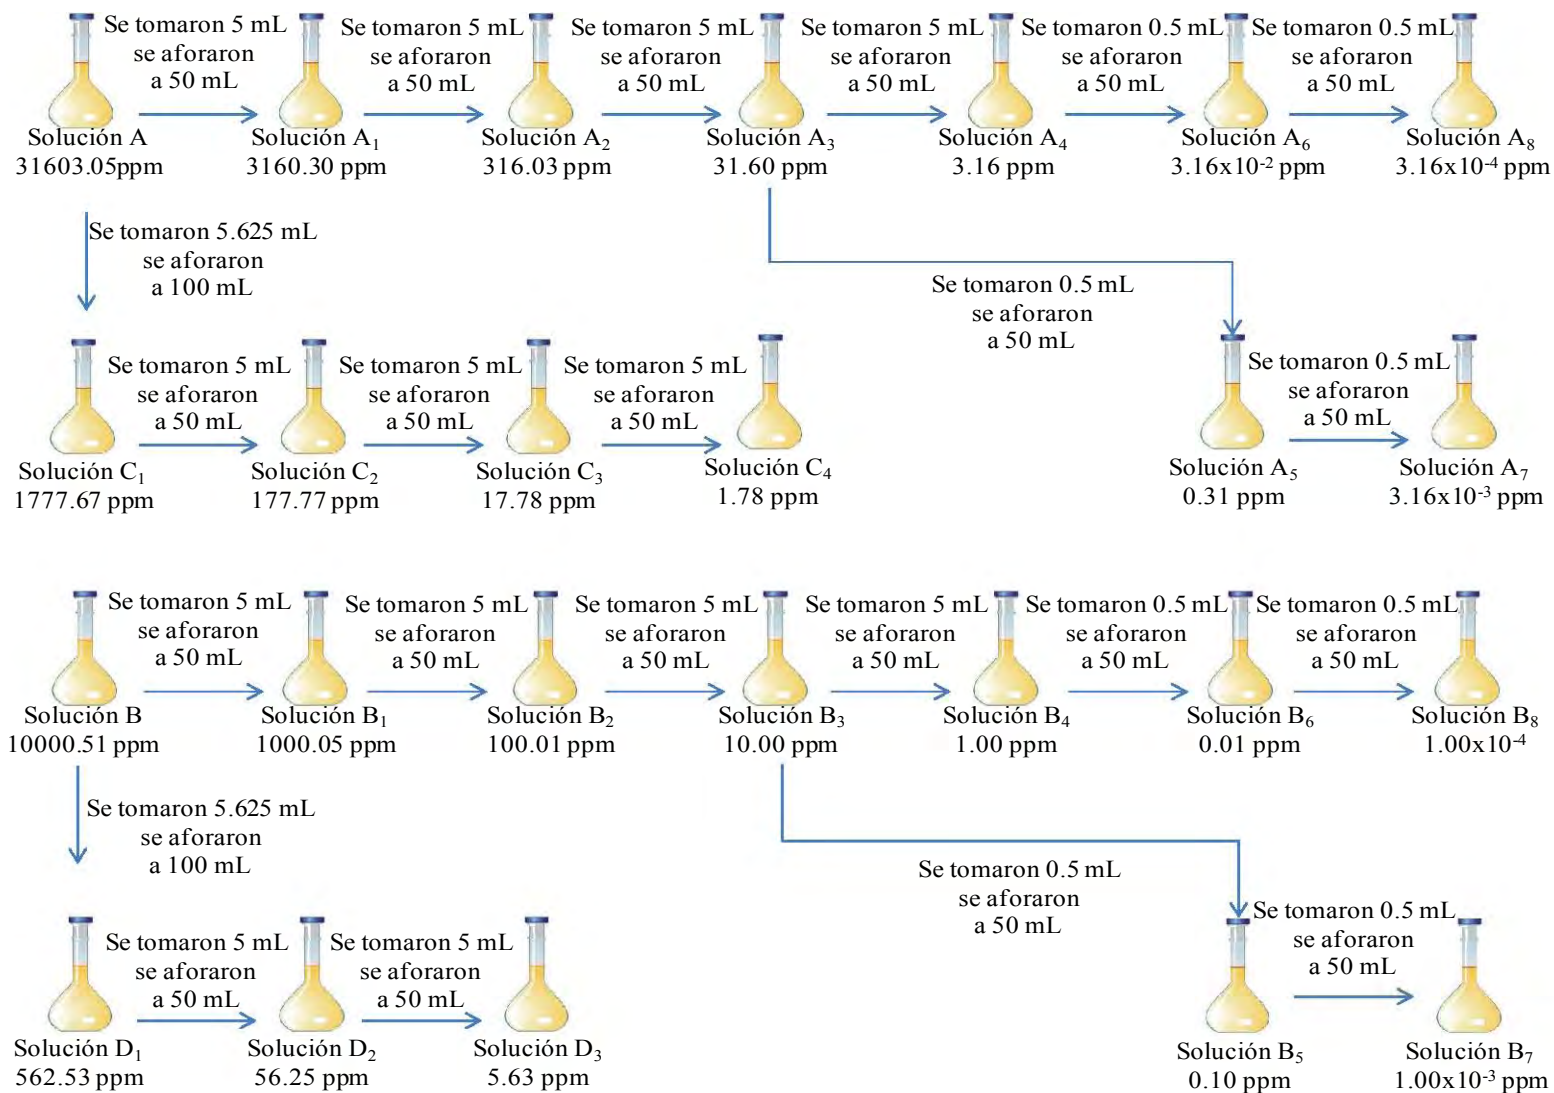 Se tomaron 5 mL
se aforaron
a 50 mL
Se tomaron 5 mL
se aforaron
a 50 mL
Se tomaron 5 mL
se aforaron
a 50 mL
Se tomaron 5 mL
se aforaron
a 50 mL
Se tomaron 0.5 mL
se aforaron
a 50 mL
Se tomaron 0.5 mL
se aforaron
a 50 mL
Solución A
31603.05ppm
Solución A1
3160.30 ppm
Solución A2
316.03 ppm
Solución A3
31.60 ppm
Solución A4
3.16 ppm
Solución A6
3.16x10-2 ppm
Solución A8
3.16x10-4 ppm
Se tomaron 5.625 mL
se aforaron
a 100 mL
Se tomaron 0.5 mL
se aforaron
a 50 mL
Se tomaron 5 mL
se aforaron
a 50 mL
Se tomaron 5 mL
se aforaron
a 50 mL
Se tomaron 5 mL
se aforaron
a 50 mL
Se tomaron 0.5 mL
se aforaron
a 50 mL
Solución C1
1777.67 ppm
Solución C2
177.77 ppm
Solución C3
17.78 ppm
Solución C4
1.78 ppm
Solución A5
0.31 ppm
Solución A7
3.16x10-3 ppm
Se tomaron 5 mL
se aforaron
a 50 mL
Se tomaron 5 mL
se aforaron
a 50 mL
Se tomaron 5 mL
se aforaron
a 50 mL
Se tomaron 5 mL
se aforaron
a 50 mL
Se tomaron 0.5 mL
se aforaron
a 50 mL
Se tomaron 0.5 mL
se aforaron
a 50 mL
Solución B
10000.51 ppm
Solución B1
1000.05 ppm
Solución B2
100.01 ppm
Solución B3
10.00 ppm
Solución B4
1.00 ppm
Solución B6
0.01 ppm
Solución B8
1.00x10-4
Se tomaron 5.625 mL
se aforaron
a 100 mL
Se tomaron 0.5 mL
se aforaron
a 50 mL
Se tomaron 5 mL
se aforaron
a 50 mL
Se tomaron 5 mL
se aforaron
a 50 mL
Se tomaron 0.5 mL
se aforaron
a 50 mL
Solución D1
562.53 ppm
Solución D2
56.25 ppm
Solución D3
5.63 ppm
Solución B5
0.10 ppm
Solución B7
1.00x10-3 ppm